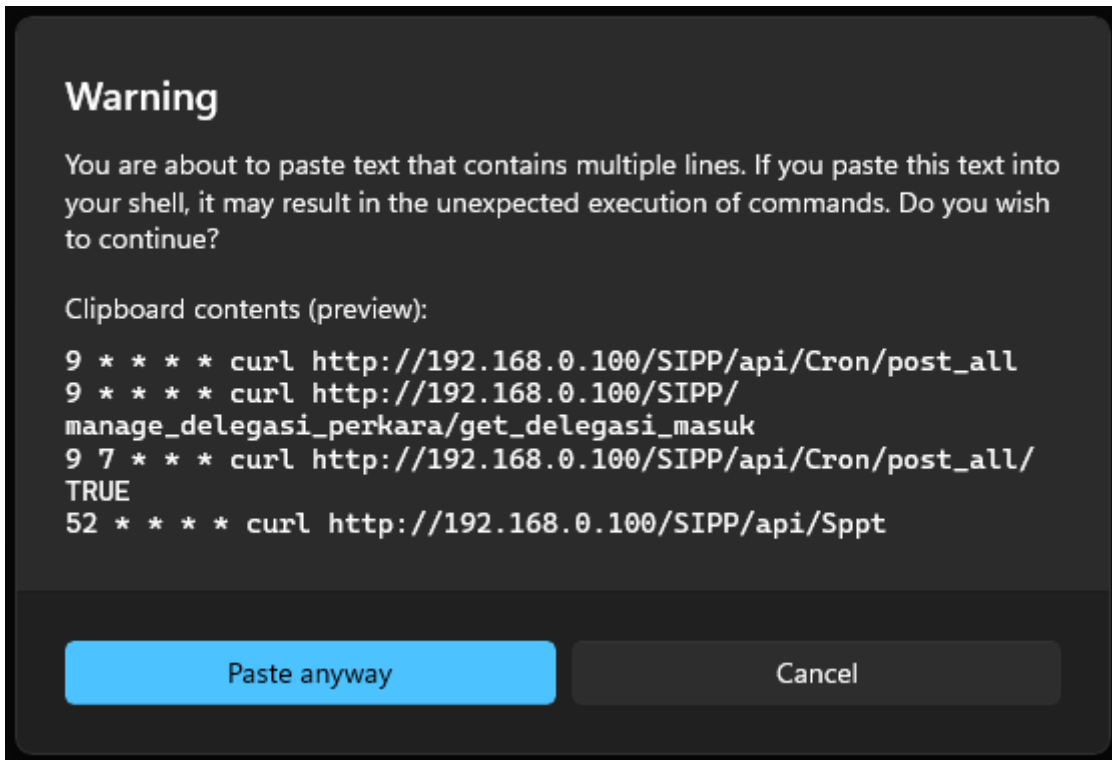 Warning
You are about to paste text that contains multiple lines. If you paste this text into
your shell, it may result in the unexpected execution of commands. Do you wish
to continue?
Clipboard contents (preview):
9 * * * * curl http://192.168.0.100/SIPP/api/Cron/post_all
9 * * * * curl http://192.168.0.100/SIPP/
manage_delegasi_perkara/get_delegasi_masuk
9 7 * * * curl http://192.168.0.100/SIPP/api/Cron/post_all/
TRUE
52 * * * * curl http://192.168.0.100/SIPP/api/Sppt
Paste anyway
Cancel